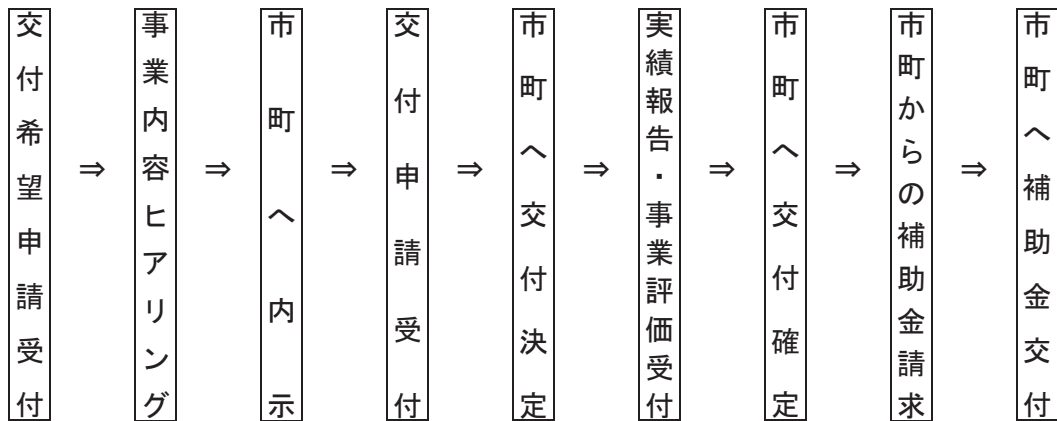 交付希望申請受付
⇒
事業内容ヒアリング
⇒
市町へ内示
⇒
交付申請受付
⇒
市町へ交付決定
⇒
実績報告・事業評価受付
⇒
市町へ交付確定
⇒
市町からの補助金請求
⇒
市町へ補助金交付